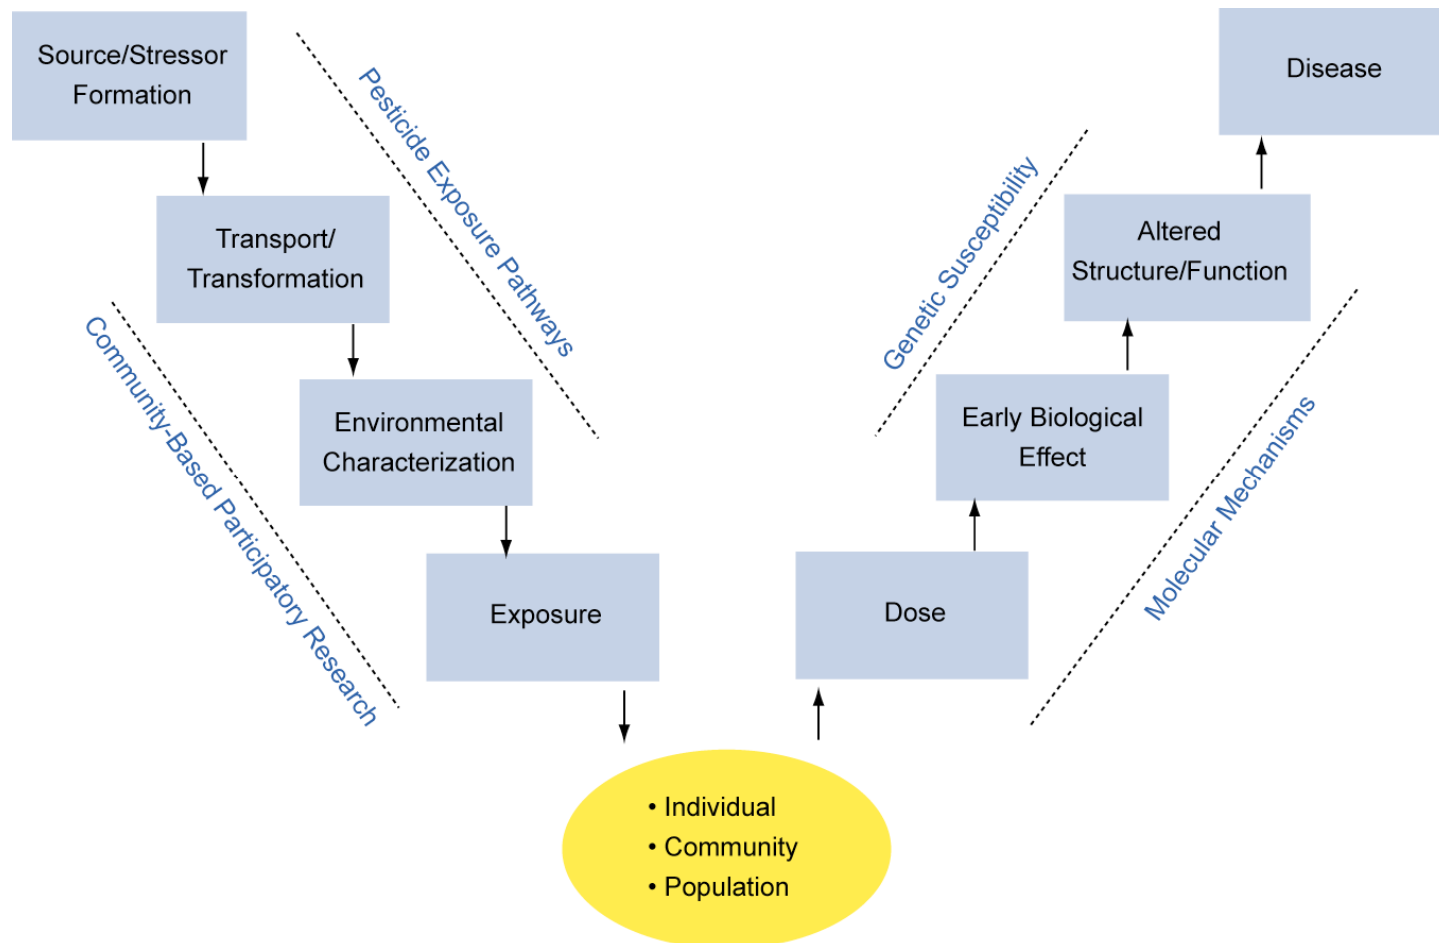 Source/Stressor
Formation
Pesticide Exposure Pathways
Transport/
Transformation
Community-Based Participatory Research
Environmental
Characterization
Exposure
• Individual
• Community
• Population
Dose
Early Biological
Effect
Genetic Susceptibility
Molecular Mechanisms
Altered
Structure/Function
Disease